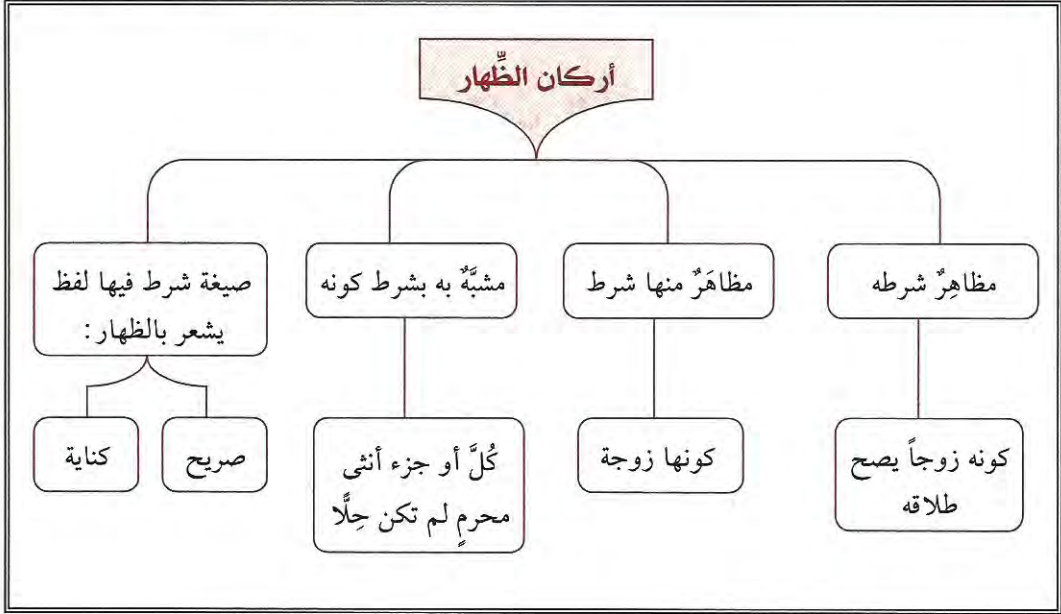 أركان الظِّهار
مظاهِرٌ شرطه
كونه زوجاً يصح
طلاقه
مظاهَرٌ منها شرط
كونها زوجة
مشبَّهٌ به بشرط كونه
كُلَّ أو جزء أنثى
محرمٍ لم تكن حِلًّا
صيغة شرط فيها لفظ
يشعر بالظهار :
صريح
كناية